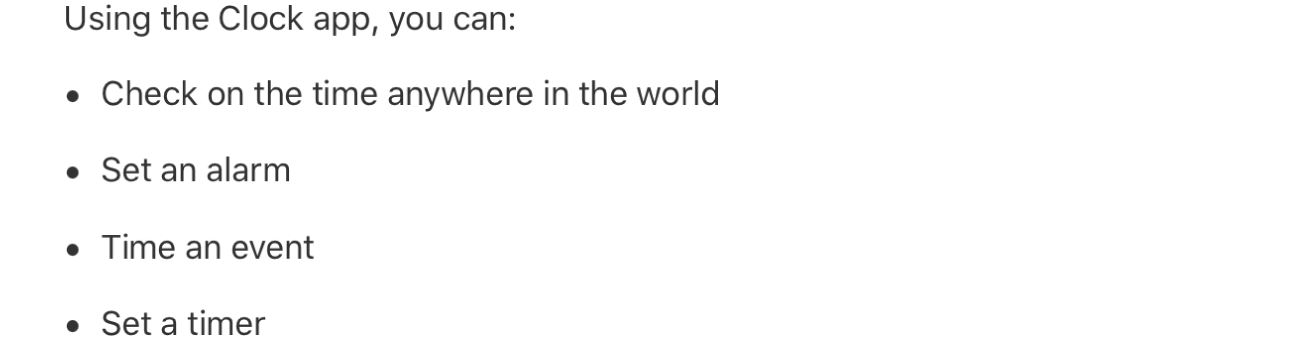 Using the Clock app, you can:
• Check on the time anywhere in the world
• Set an alarm
• Time an event
• Set a timer